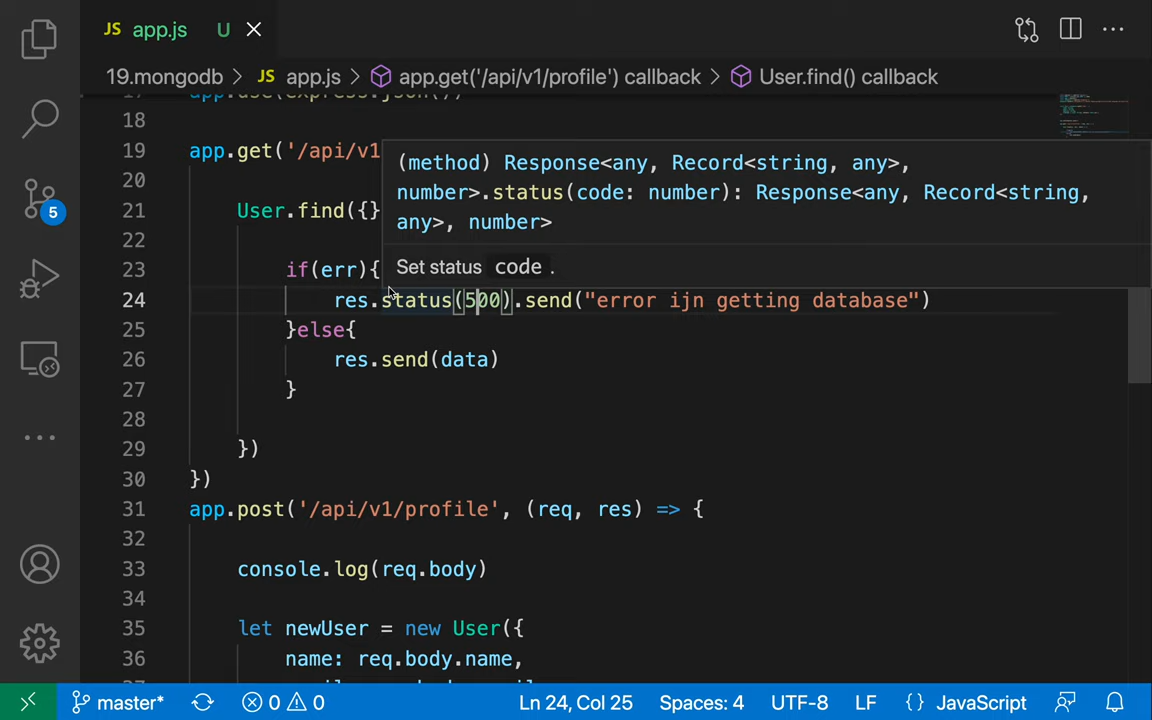 JS app.js U
19.mongodb > JS app.js > app.get('/api/v1/profile') callback > User.find() callback
app.use(express.json())
18
19 app.get('/api/v1
(method) Response<any, Record<string, any>,
20
number>.status(code: number): Response<any, Record<string,
21 User.find({}
any>, number>
22
23 if(err){
Set status code .
24 res.status(500).send("error ijn getting database")
25 }else{
26 res.send(data)
27 }
28
29 })
30 })
31 app.post('/api/v1/profile', (req, res) => {
32
33 console.log(req.body)
34
35 let newUser = new User({
36 name: req.body.name,
5
master* 0 0 Ln 24, Col 25 Spaces: 4 UTF-8 LF {} JavaScript